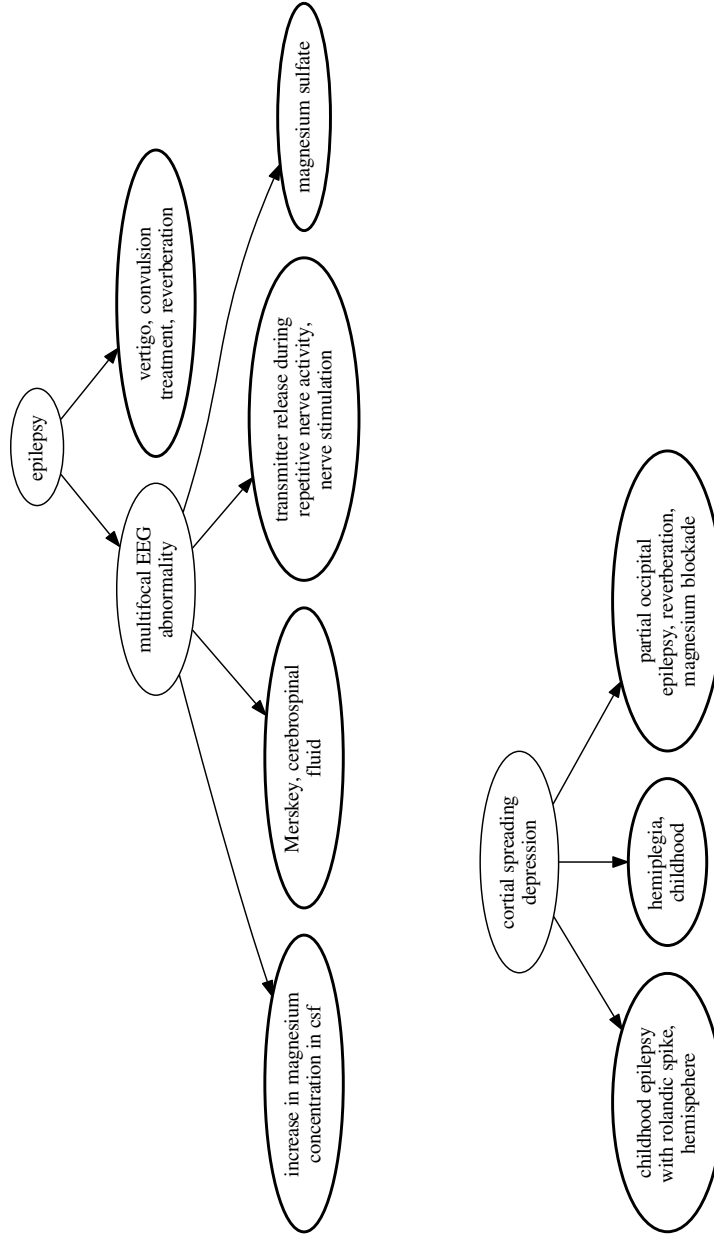 epilepsy
multifocal EEG
abnormality
vertigo, convulsion
treatment, reverberation
increase in magnesium
concentration in csf
Merskey, cerebrospinal
fluid
transmitter release during
repetitive nerve activity,
nerve stimulation
magnesium sulfate
cortial spreading
depression
childhood epilepsy
with rolandic spike,
hemispehere
hemiplegia,
childhood
partial occipital
epilepsy, reverberation,
magnesium blockade